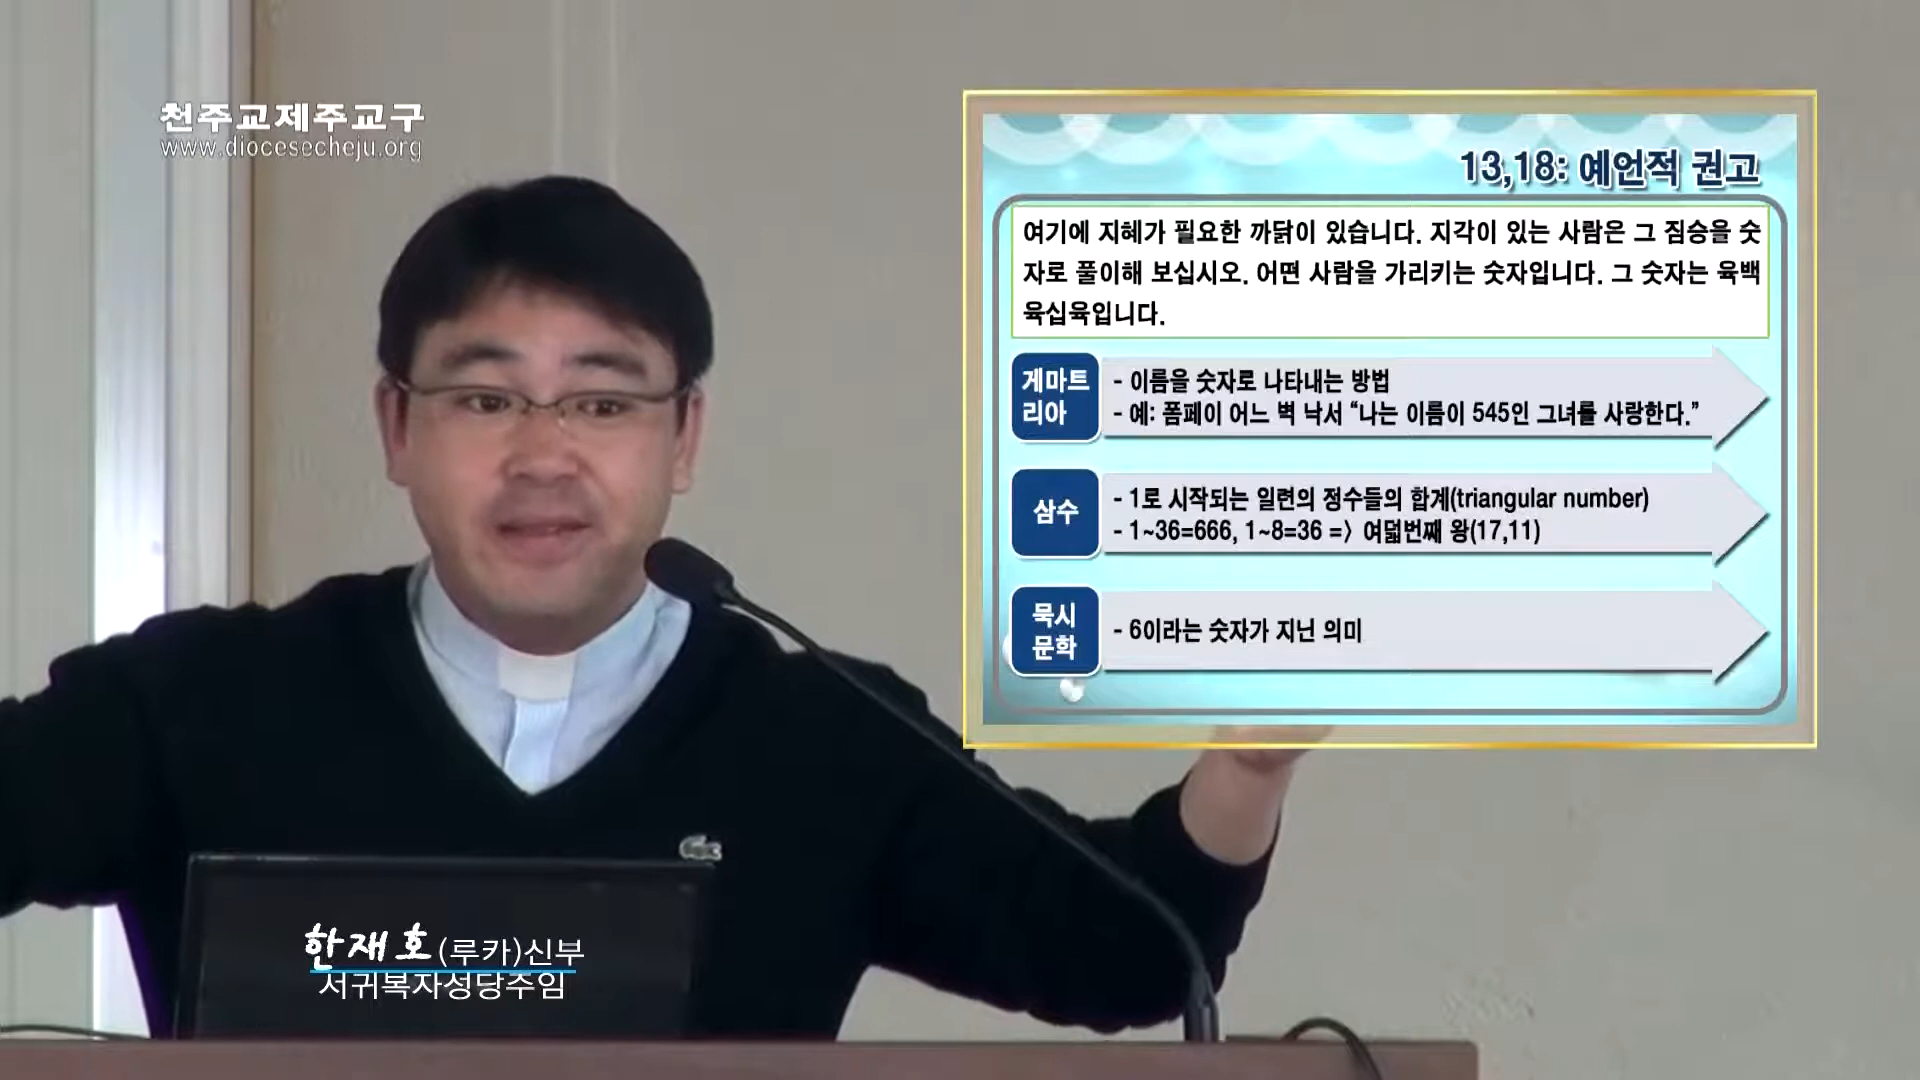 천주교제주교구
www.diocesecheju.org
13,18: 예언적 권고
여기에 지혜가 필요한 까닭이 있습니다. 지각이 있는 사람은 그 짐승을 숫
자로 풀이해 보십시오. 어떤 사람을 가리키는 숫자입니다. 그 숫자는 육백
육십육입니다.
게마트
리아
- 이름을 숫자로 나타내는 방법
- 예: 폼페이 어느 벽 낙서 “나는 이름이 545인 그녀를 사랑한다.”
삼수
- 1로 시작되는 일련의 정수들의 합계(triangular number)
- 1~36=666, 1~8=36 => 여덟번째 왕(17,11)
묵시
문학
- 6이라는 숫자가 지닌 의미
한재호(루카)신부
서귀복자성당주임